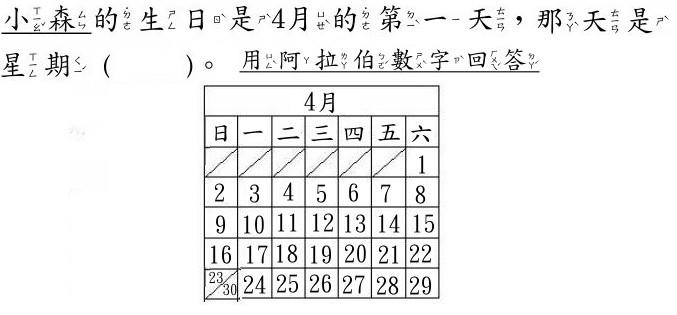 小森的生日是4月的第一天，那天是
星期（　　　）。 用阿拉伯數字回答
4月
日 一 二 三 四 五 六
1
2 3 4 5 6 7 8
9 10 11 12 13 14 15
16 17 18 19 20 21 22
23/30 24 25 26 27 28 29